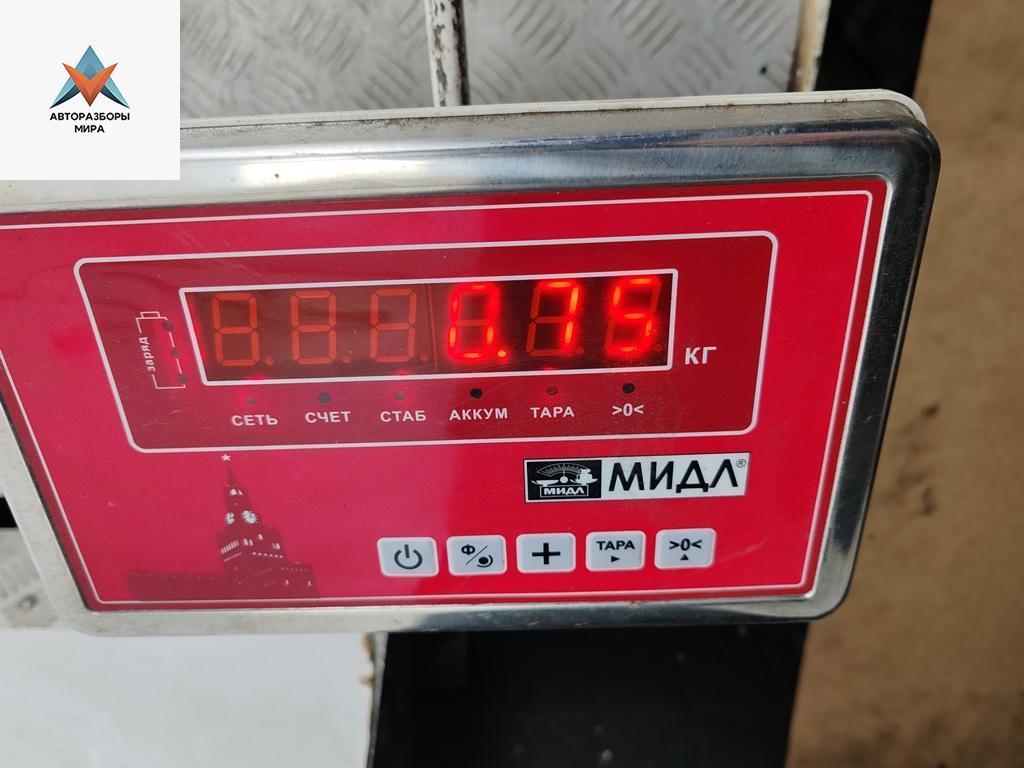 АВТОРАЗБОРЫ
МИРА
заряд
0.75
КГ
СЕТЬ СЧЕТ СТАБ АККУМ ТАРА >0<
МИДЛ МИДЛ®
Ф ТАРА >0<